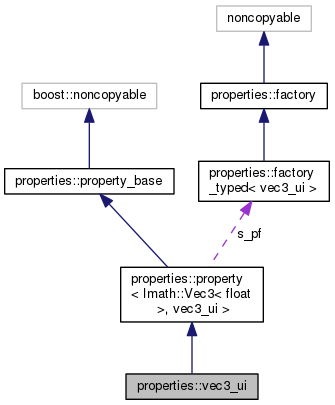 noncopyable
boost::noncopyable
properties::factory
properties::property_base
properties::factory
_typed< vec3_ui >
s_pf
properties::property
< Imath::Vec3< float
>, vec3_ui >
properties::vec3_ui